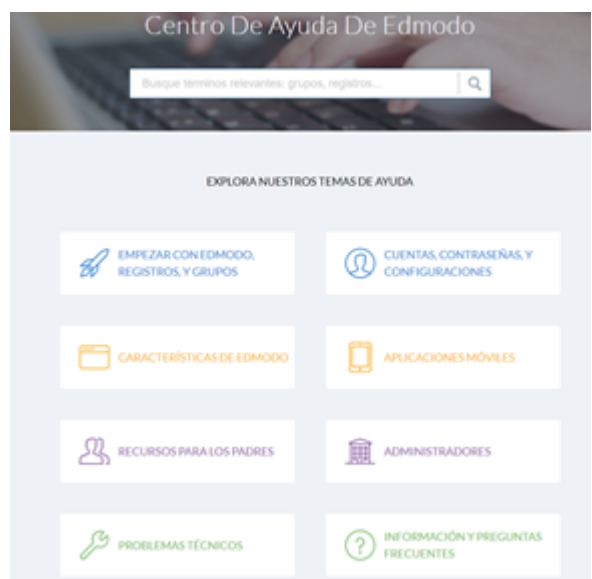 Centro De Ayuda De Edmodo
Busque términos relevantes: grupos, registros...
EXPLORA NUESTROS TEMAS DE AYUDA
EMPEZAR CON EDMODO,
REGISTROS, Y GRUPOS
CUENTAS, CONTRASEÑAS, Y
CONFIGURACIONES
CARACTERÍSTICAS DE EDMODO
APLICACIONES MÓVILES
RECURSOS PARA LOS PADRES
ADMINISTRADORES
PROBLEMAS TÉCNICOS
INFORMACIÓN Y PREGUNTAS
FRECUENTES